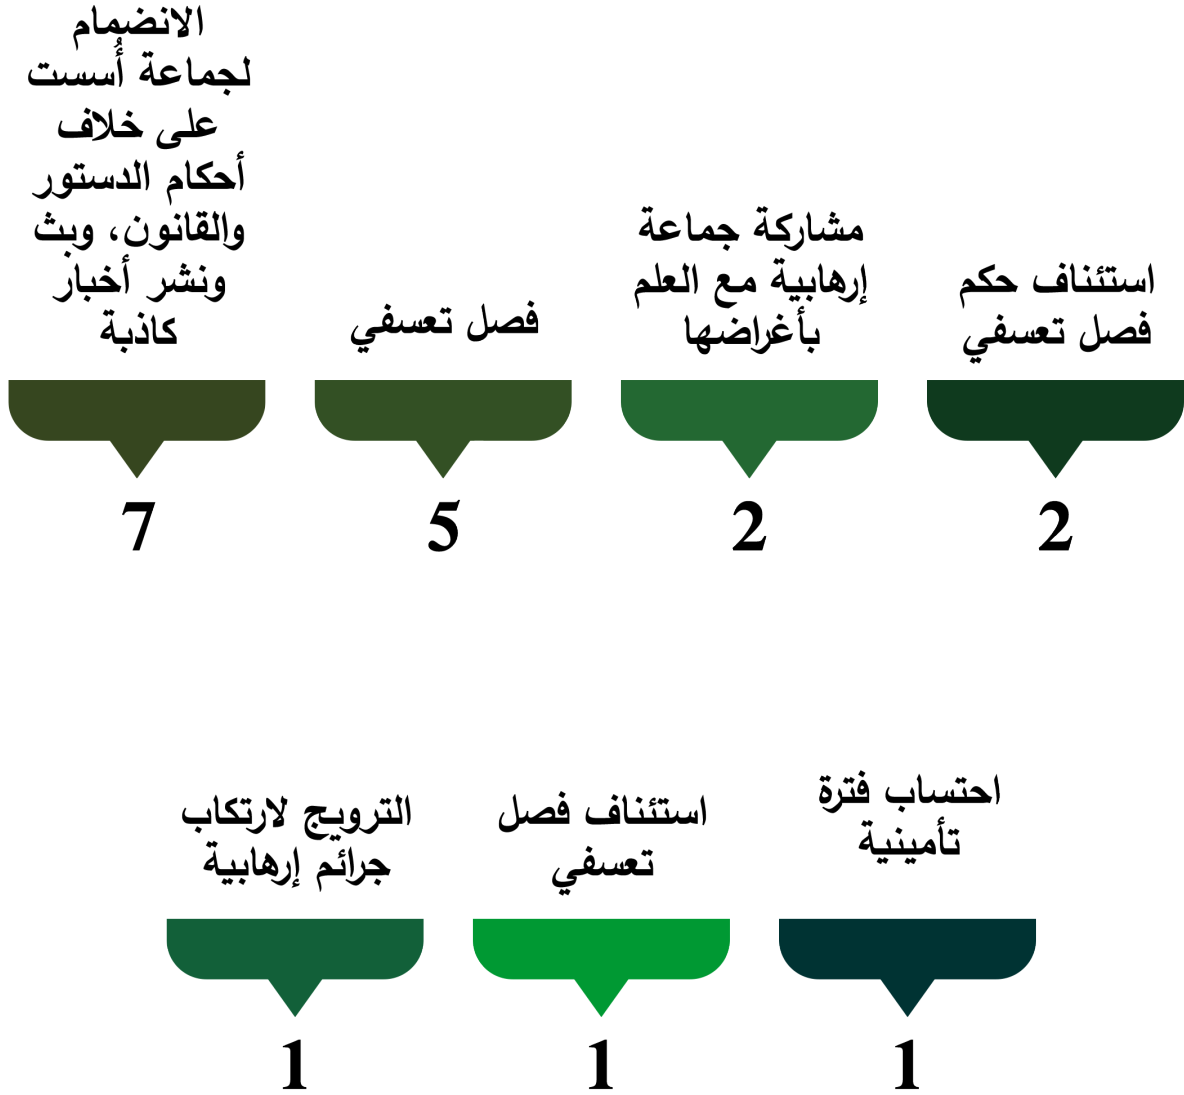 الانضمام
لجماعة أُسست
على خلاف
أحكام الدستور
والقانون، وبث
ونشر أخبار
كاذبة
7
فصل تعسفي
5
مشاركة جماعة
إرهابية مع العلم
بأغراضها
2
استئناف حكم
فصل تعسفي
2
الترويج لارتكاب
جرائم إرهابية
1
استئناف فصل
تعسفي
1
احتساب فترة
تأمينية
1